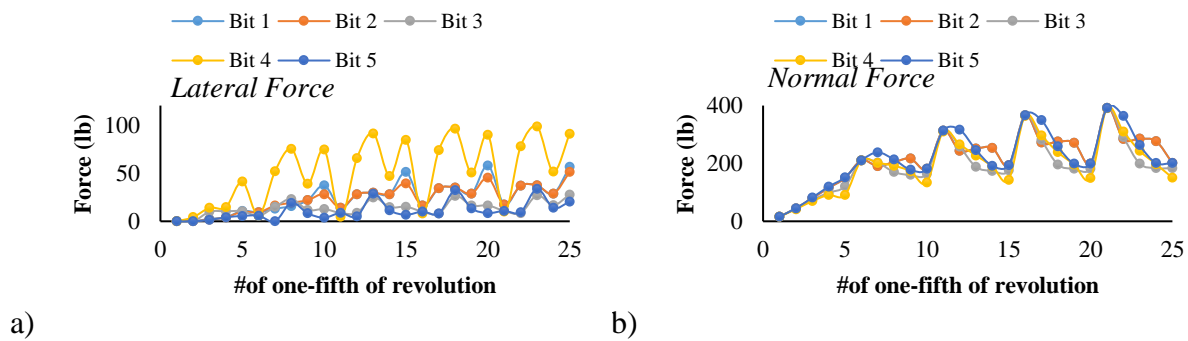 Bit 1 Bit 2 Bit 3
Bit 4 Bit 5
Lateral Force
Force (lb)
100
50
0
0 5 10 15 20 25
#of one-fifth of revolution
a)
Bit 1 Bit 2 Bit 3
Bit 4 Bit 5
Normal Force
Force (lb)
400
200
0
0 5 10 15 20 25
#of one-fifth of revolution
b)